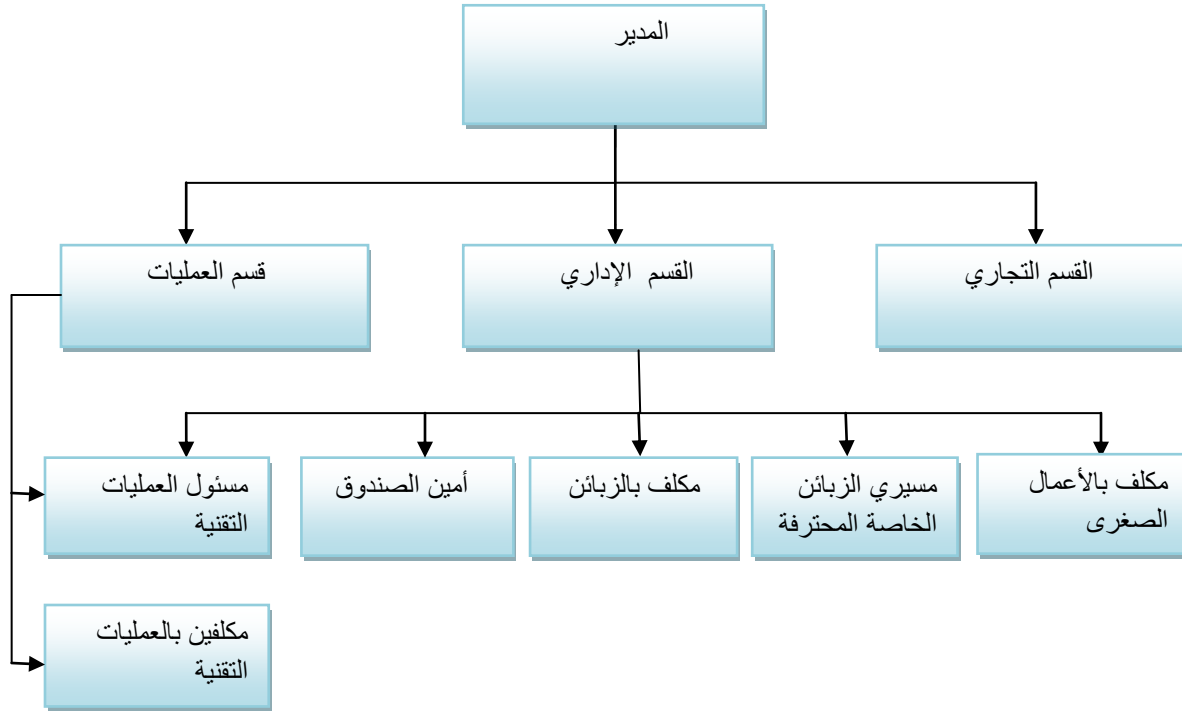 المدير
القسم التجاري
القسم الإداري
قسم العمليات
مكلف بالأعمال
الصغرى
مسيري الزبائن
الخاصة المحترفة
مكلف بالزبائن
أمين الصندوق
مسئول العمليات
التقنية
مكلفين بالعمليات
التقنية